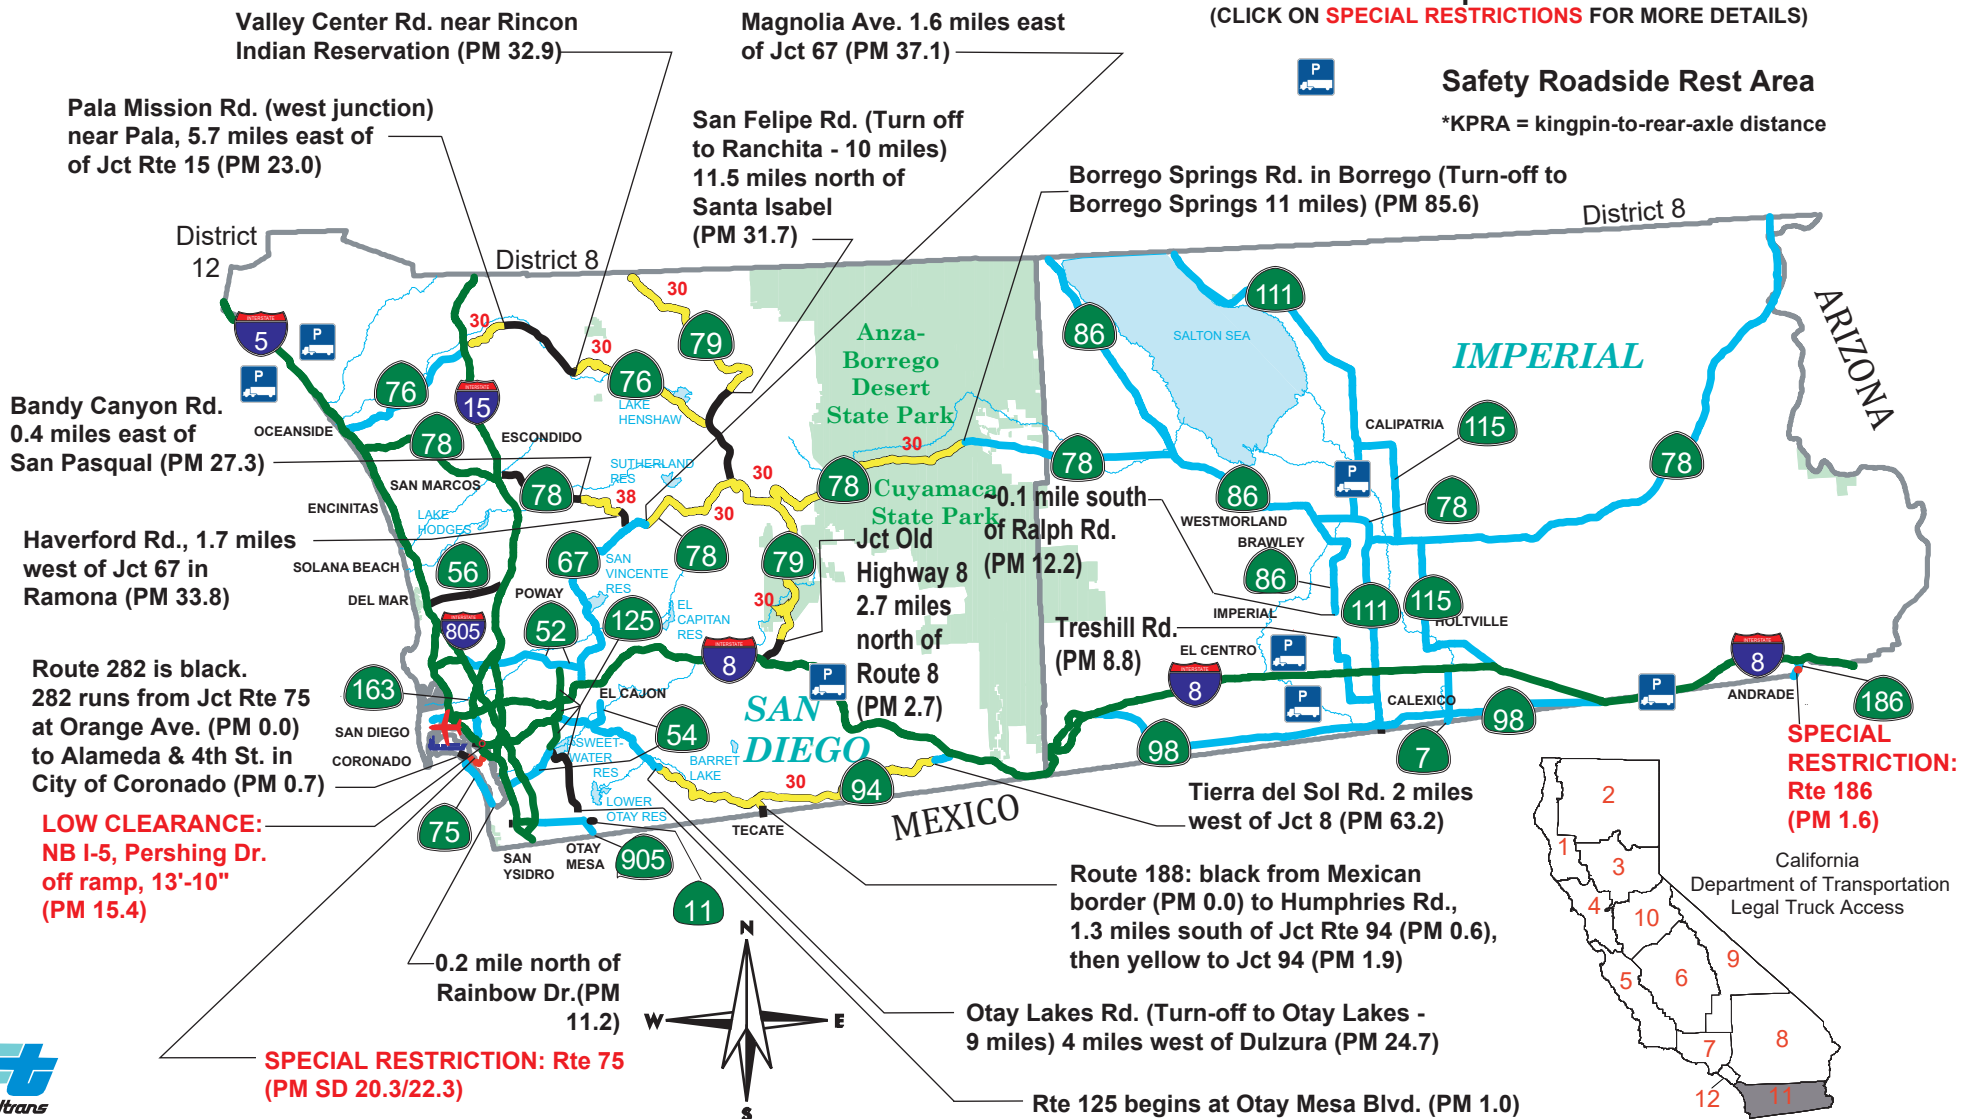 (CLICK ON SPECIAL RESTRICTIONS FOR MORE DETAILS)
P
Safety Roadside Rest Area
*KPRA = kingpin-to-rear-axle distance
Valley Center Rd. near Rincon
Indian Reservation (PM 32.9)
Magnolia Ave. 1.6 miles east
of Jct 67 (PM 37.1)
Pala Mission Rd. (west junction)
near Pala, 5.7 miles east of
of Jct Rte 15 (PM 23.0)
San Felipe Rd. (Turn off
to Ranchita - 10 miles)
11.5 miles north of
Santa Isabel
(PM 31.7)
Borrego Springs Rd. in Borrego (Turn-off to
Borrego Springs 11 miles) (PM 85.6)
District
12
District 8
District 8
ARIZONA
30
30
30
INTERSTATE
5
P
P
76
INTERSTATE
15
76
79
LAKE
HENSHAW
Anza-
Borrego
Desert
State Park
86
SALTON SEA
111
IMPERIAL
Bandy Canyon Rd.
0.4 miles east of
San Pasqual (PM 27.3)
OCEANSIDE
78
ESCONDIDO
SAN MARCOS
SUTHERLAND
RES
78
38
30
30
30
78
Cuyamaca
State Park
78
CALIPATRIA
115
P
78
78
86
WESTMORLAND
BRAWLEY
ENCINITAS
LAKE
HODGES
Haverford Rd., 1.7 miles
west of Jct 67 in
Ramona (PM 33.8)
SOLANA BEACH
56
67
78
79
SAN
VINCENTE
RES
~0.1 mile south
of Ralph Rd.
(PM 12.2)
Jct Old
Highway 8
2.7 miles
north of
Route 8
(PM 2.7)
86
IMPERIAL
111
115
HOLTVILLE
DEL MAR
POWAY
INTERSTATE
805
52
125
EL
CAPITAN
RES
30
INTERSTATE
8
Treshill Rd.
(PM 8.8)
EL CENTRO
P
INTERSTATE
8
P
INTERSTATE
8
P
ANDRADE
186
Route 282 is black.
282 runs from Jct Rte 75
at Orange Ave. (PM 0.0)
to Alameda & 4th St. in
City of Coronado (PM 0.7)
163
SAN DIEGO
CORONADO
EL CAJON
54
SWEET-
WATER
RES
SAN
DIEGO
P
BARRET
LAKE
30
94
98
CALEXICO
7
98
SPECIAL
RESTRICTION:
Rte 186
(PM 1.6)
LOW CLEARANCE:
NB I-5, Pershing Dr.
off ramp, 13'-10"
(PM 15.4)
75
LOWER
OTAY RES
SAN
YSIDRO
OTAY
MESA
905
11
TECATE
MEXICO
Tierra del Sol Rd. 2 miles
west of Jct 8 (PM 63.2)
Route 188: black from Mexican
border (PM 0.0) to Humphries Rd.,
1.3 miles south of Jct Rte 94 (PM 0.6),
then yellow to Jct 94 (PM 1.9)
0.2 mile north of
Rainbow Dr.(PM
11.2)
N
W
E
S
Otay Lakes Rd. (Turn-off to Otay Lakes -
9 miles) 4 miles west of Dulzura (PM 24.7)
SPECIAL RESTRICTION: Rte 75
(PM SD 20.3/22.3)
Rte 125 begins at Otay Mesa Blvd. (PM 1.0)
California
Department of Transportation
Legal Truck Access
2
1
3
4
10
9
5
6
7
8
12
11
ltrans